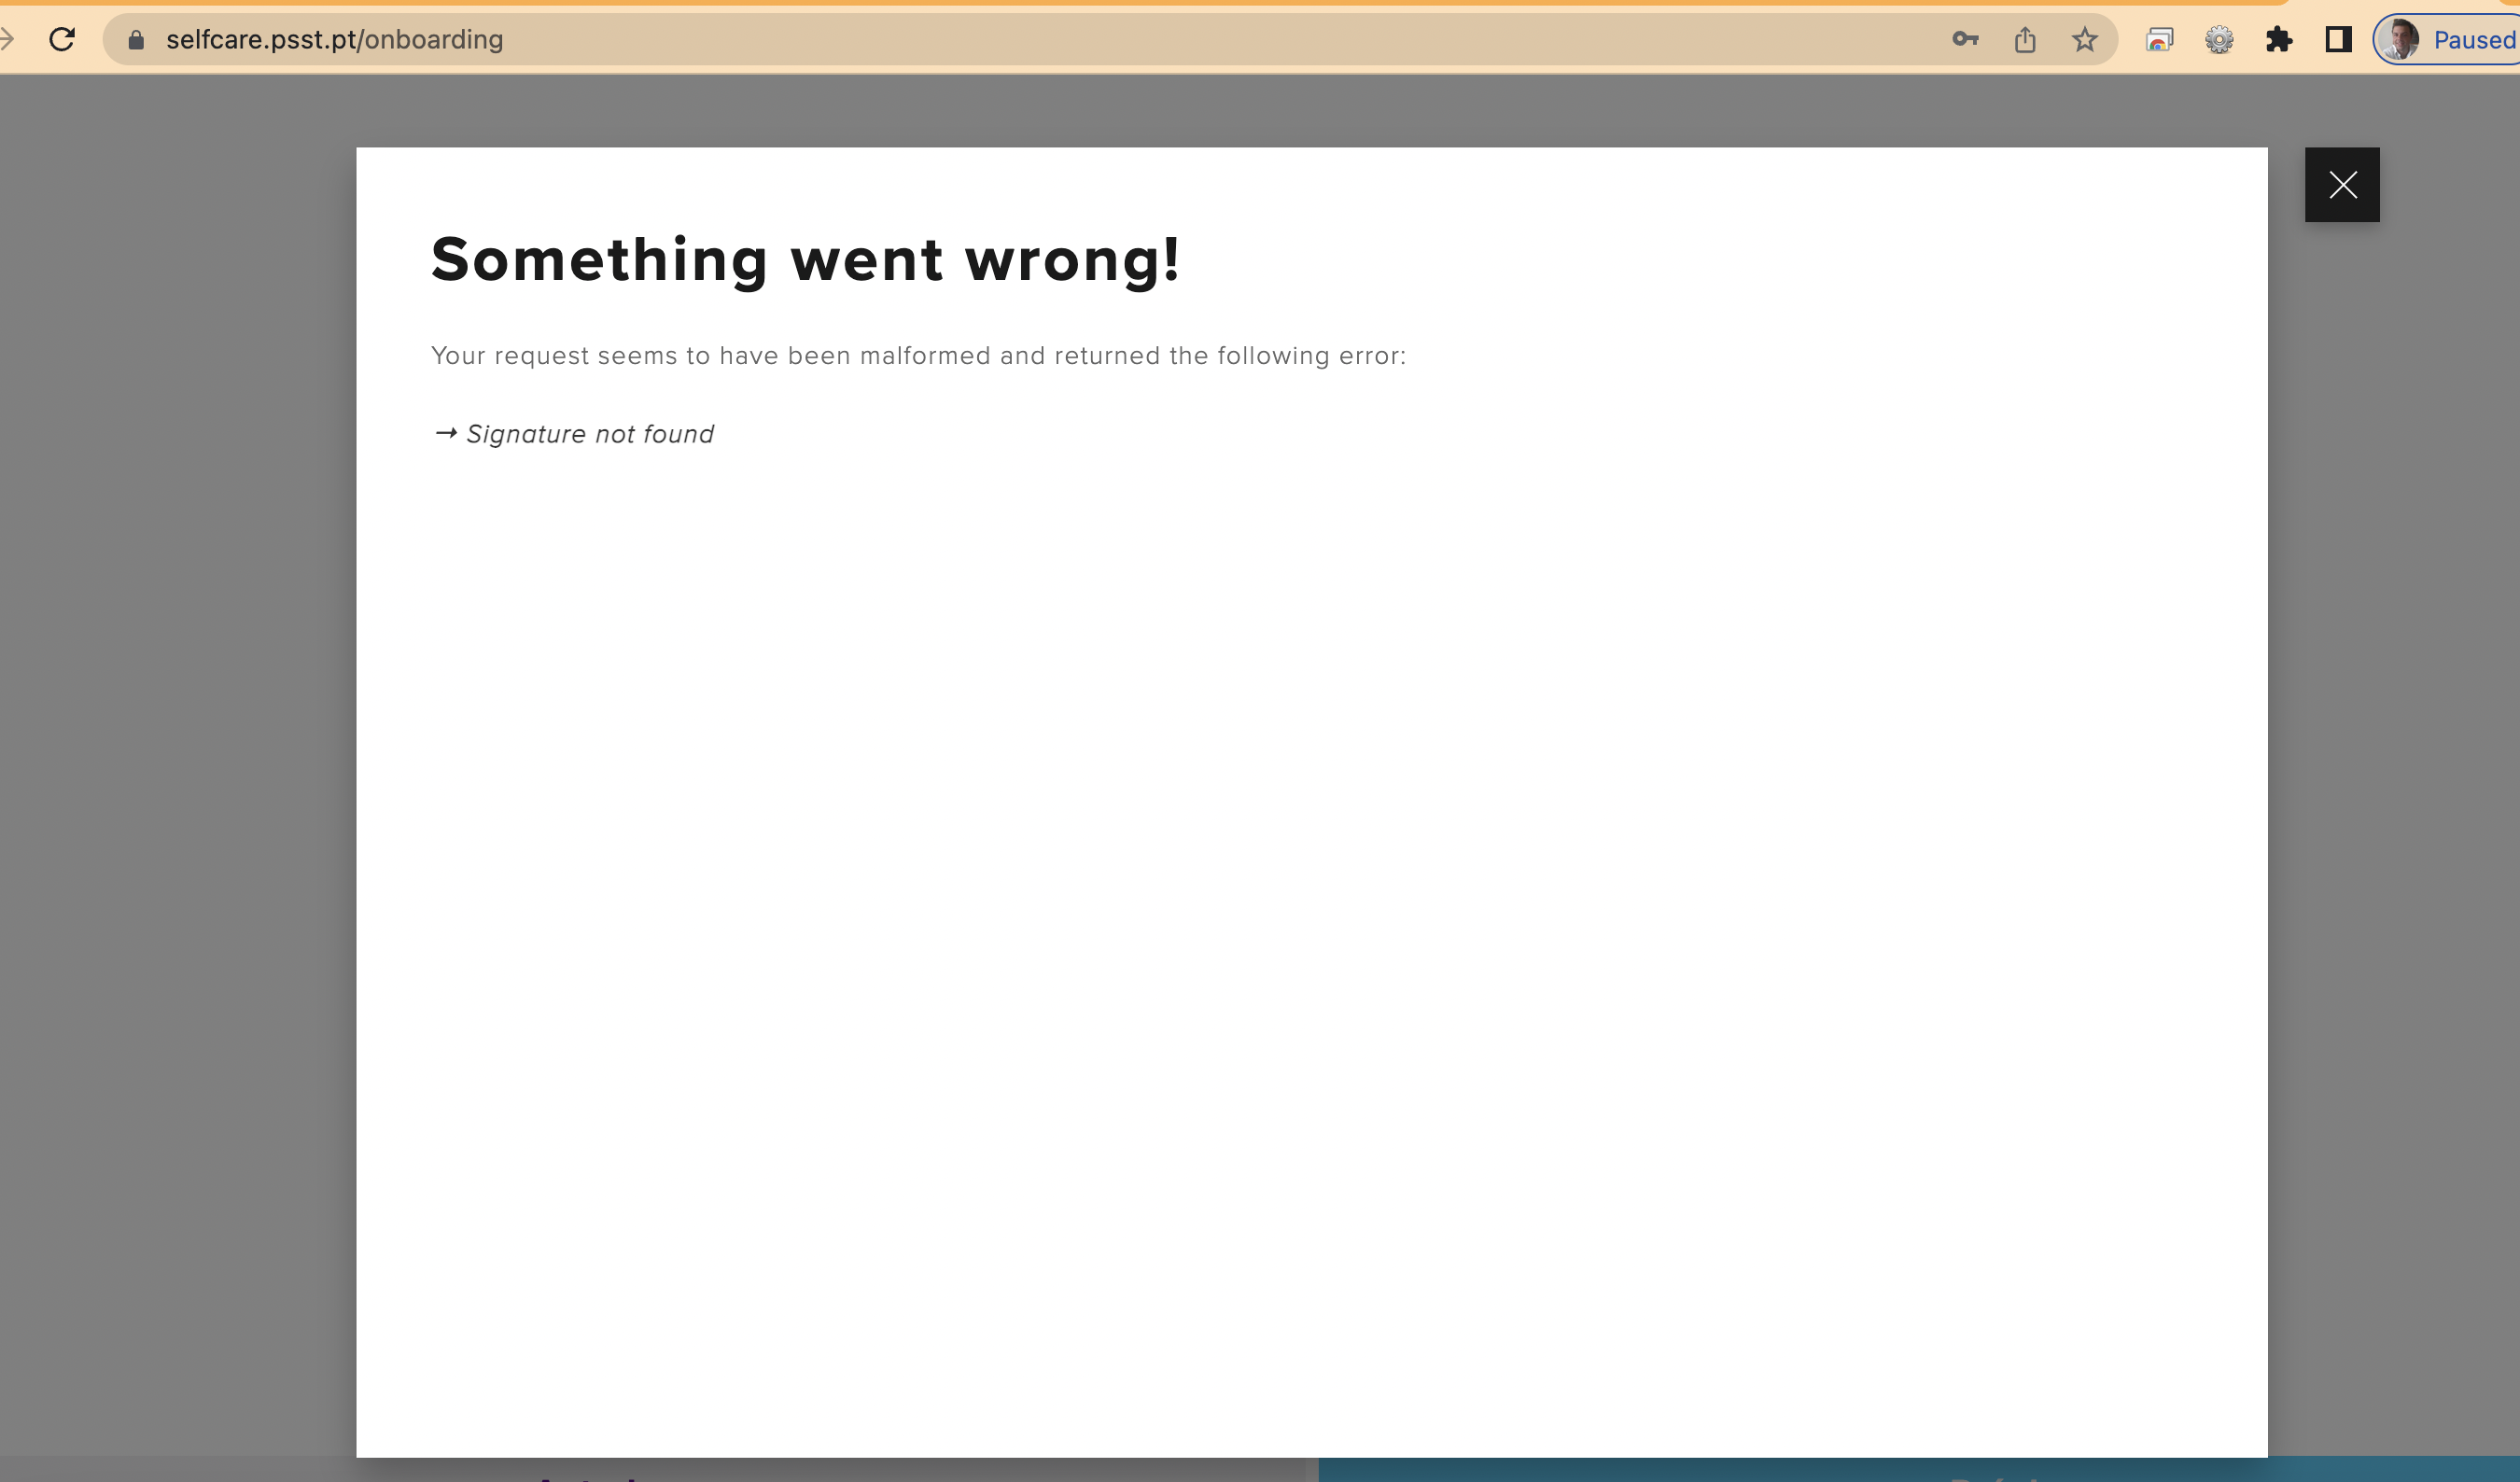 selfcare.psst.pt/onboarding
Paused
Something went wrong!
Your request seems to have been malformed and returned the following error:
→ Signature not found